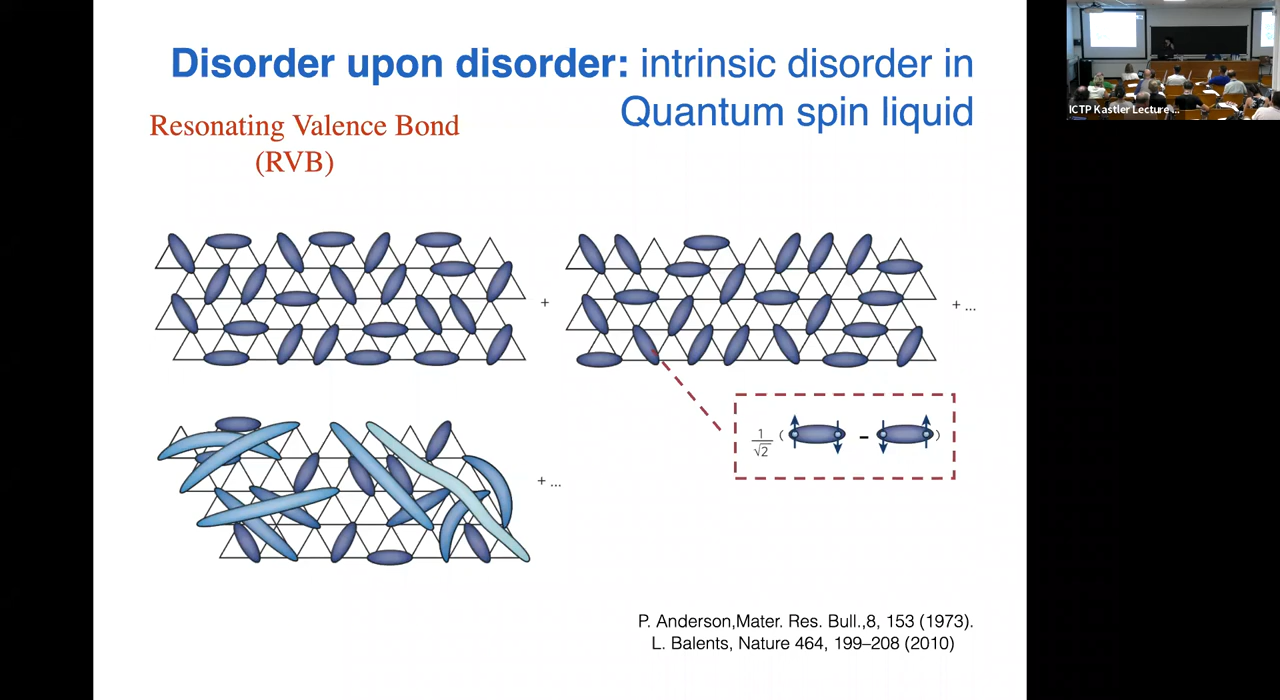 Disorder upon disorder: intrinsic disorder in
Quantum spin liquid
Resonating Valence Bond
(RVB)
+
+ ...
+ ...
1/√2 ( - )
P. Anderson,Mater. Res. Bull.,8, 153 (1973).
L. Balents, Nature 464, 199–208 (2010)
ICTP Kastler Lecture ...